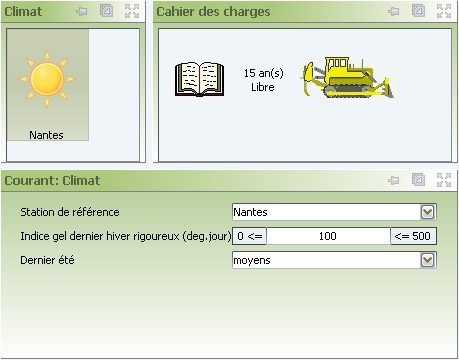 Climat
Cahier des charges
Nantes
15 an(s)
Libre
Courant: Climat
Station de référence Nantes
Indice gel dernier hiver rigoureux (deg.jour) 0 <= 100 <= 500
Dernier été moyens